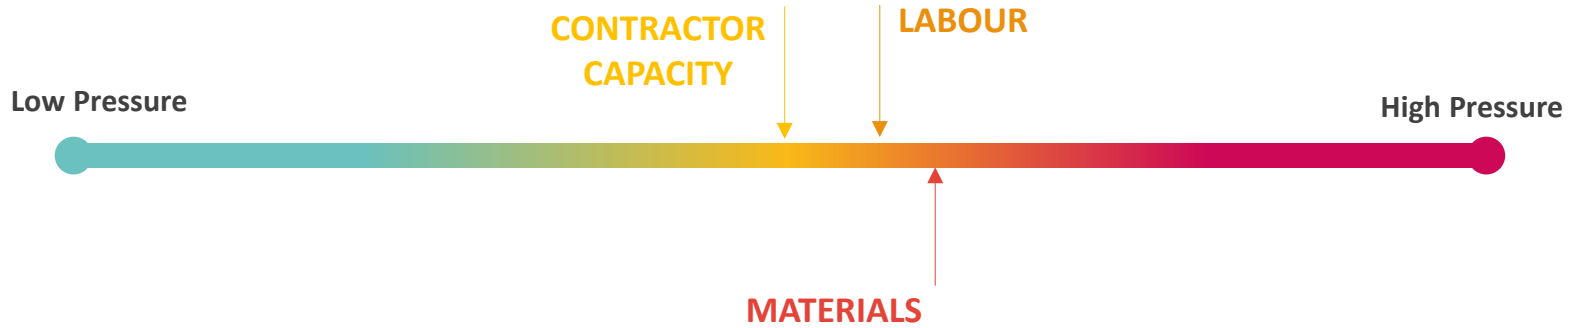 CONTRACTOR
CAPACITY
LABOUR
Low Pressure
High Pressure
MATERIALS